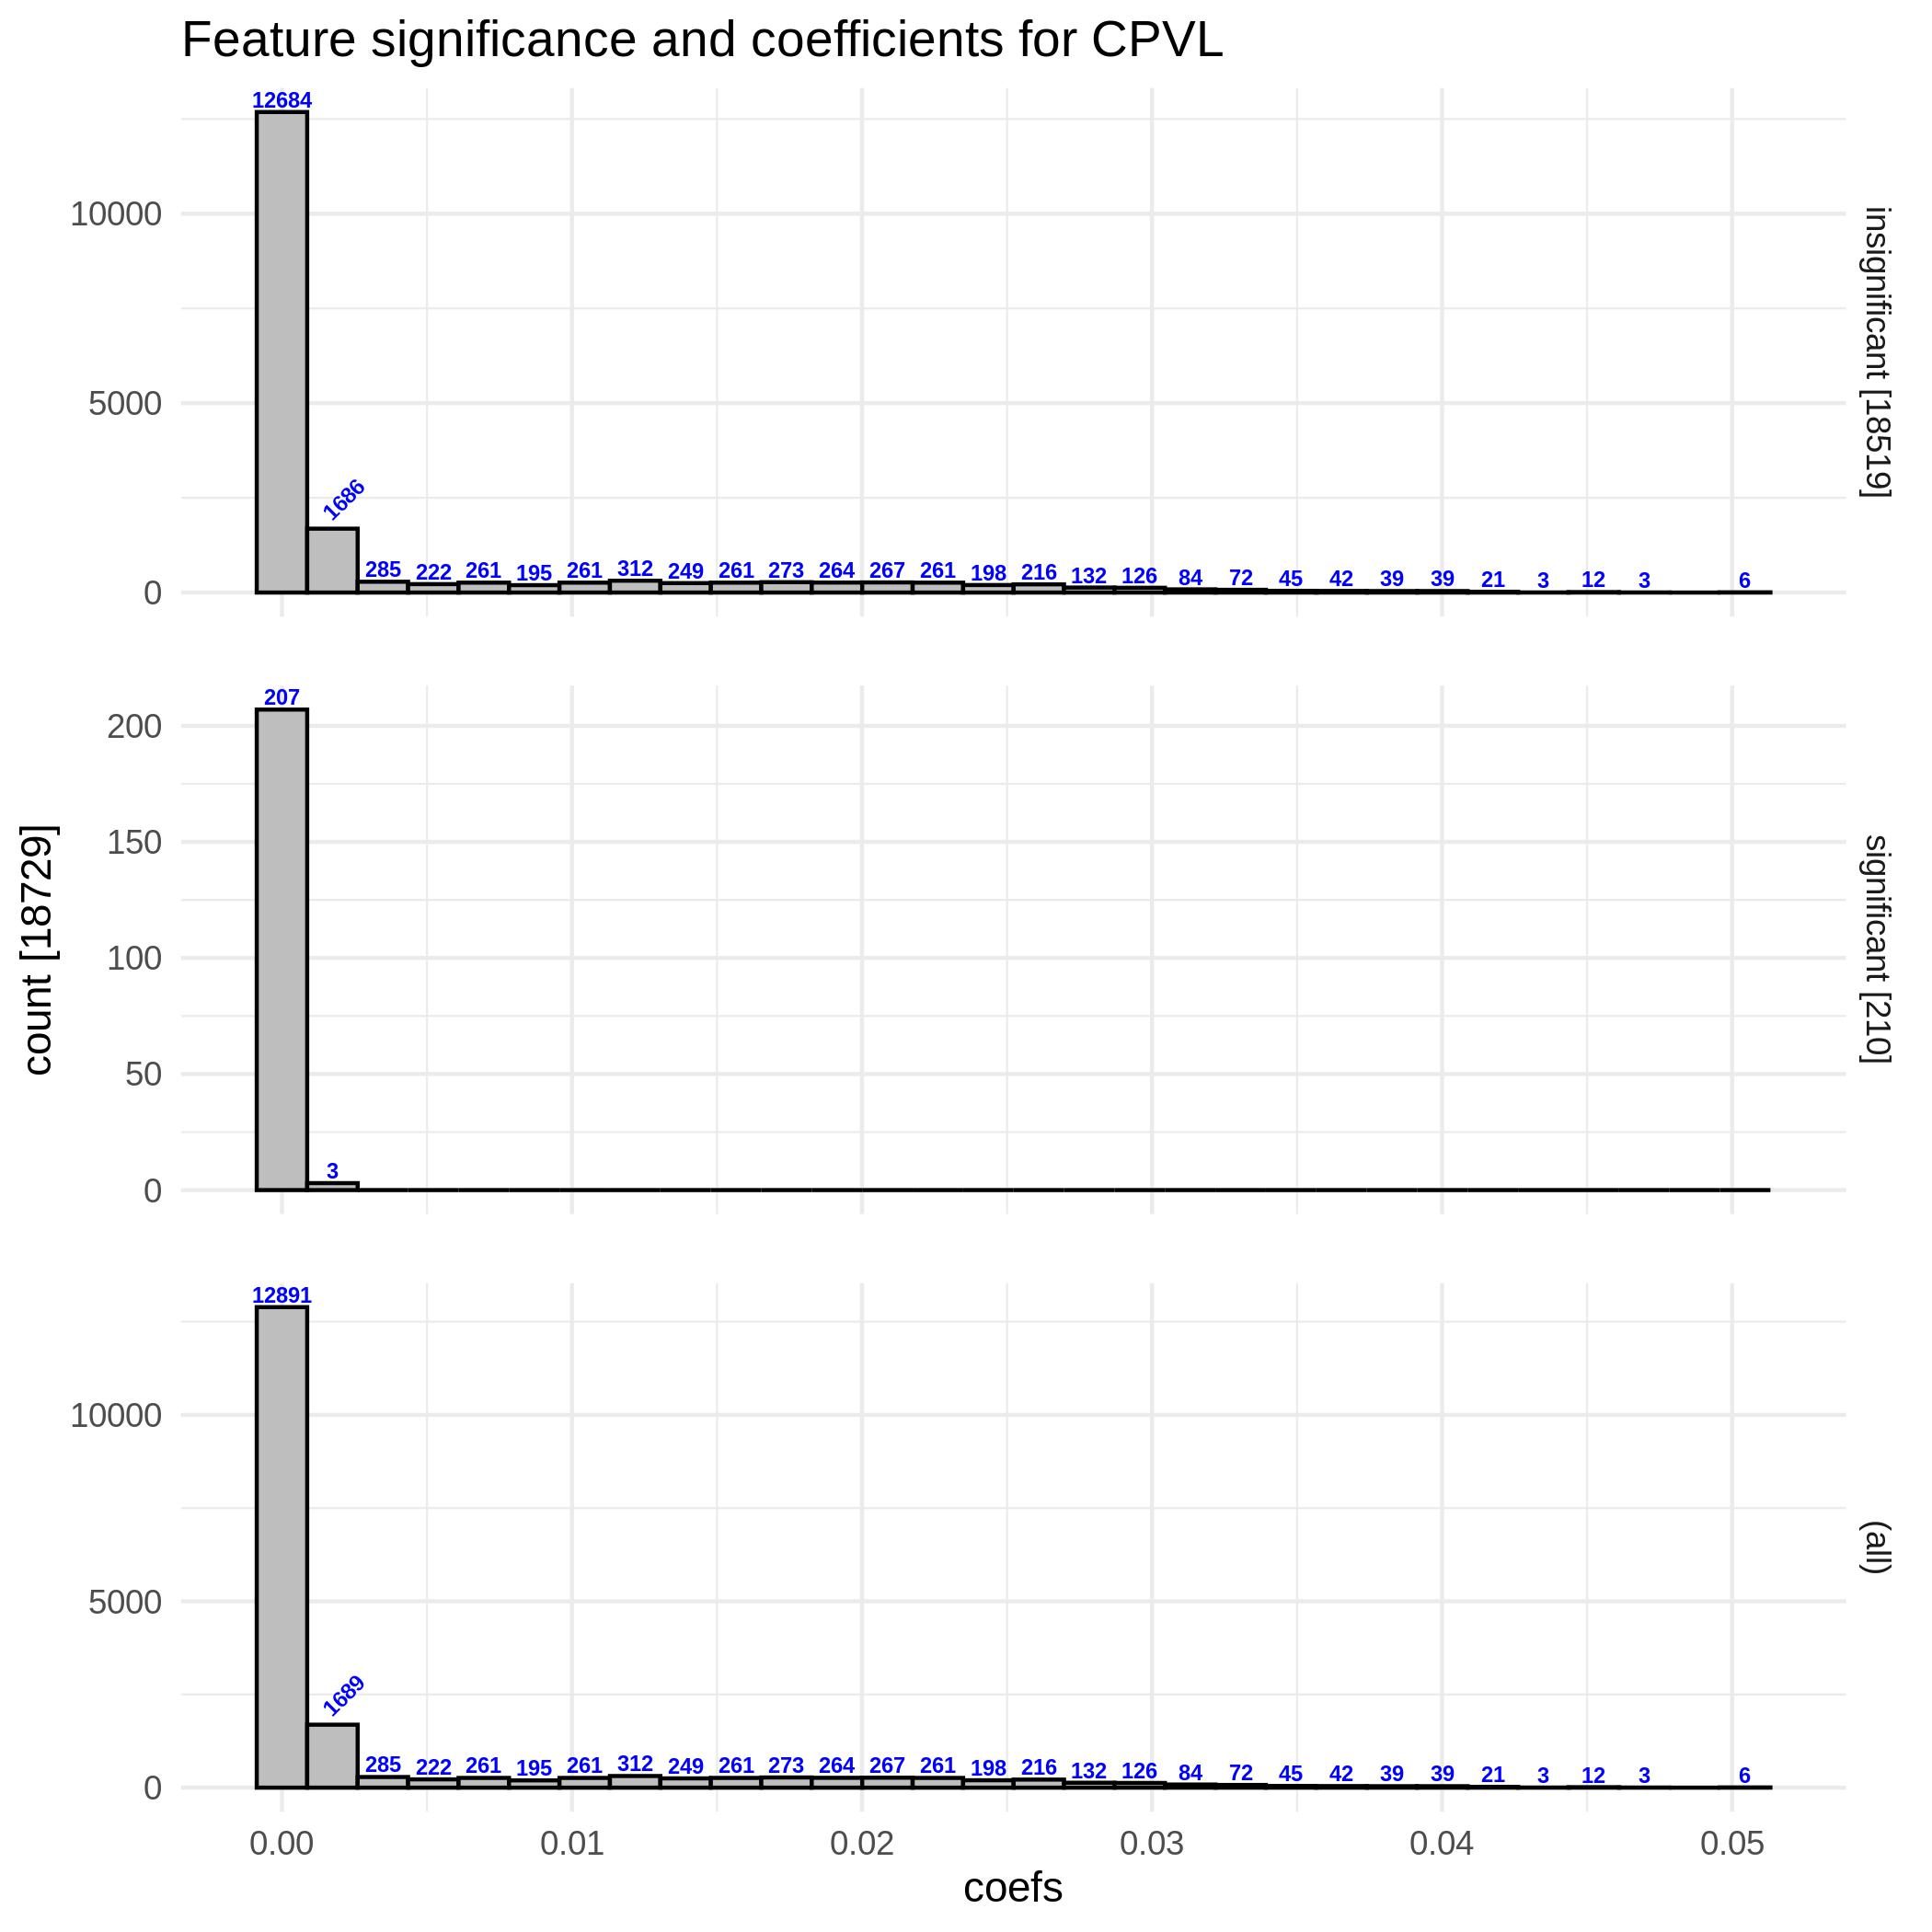 Feature significance and coefficients for CPVL
12684
10000
5000
1686
285 222 261 195 261 312 249 261 273 264 267 261 198 216 132 126 84 72 45 42 39 39 21 3 12 3 6
0
insignificant [18519]
count [18729]
207
200
150
100
50
3
0
significant [210]
12891
10000
5000
1689
285 222 261 195 261 312 249 261 273 264 267 261 198 216 132 126 84 72 45 42 39 39 21 3 12 3 6
0
(all)
0.00 0.01 0.02 0.03 0.04 0.05
coefs